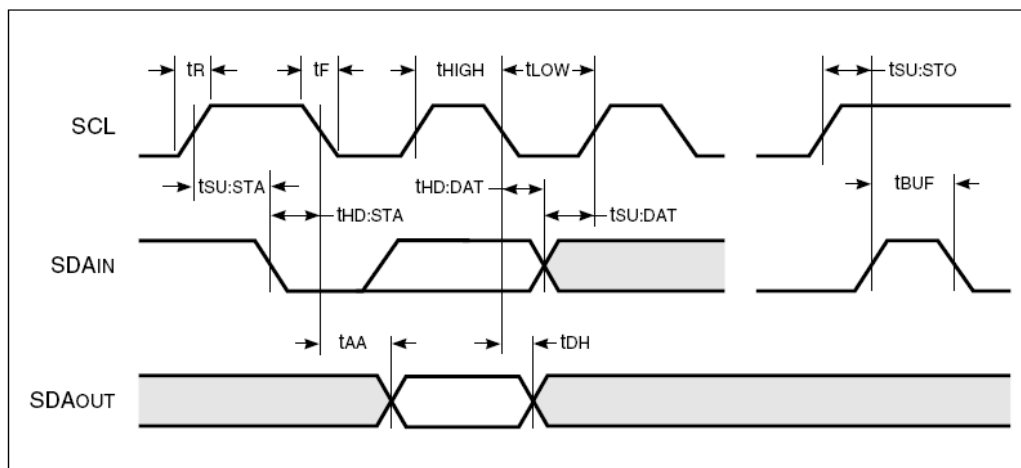 tR tF tHIGH tLOW tSU:STO
SCL
tSU:STA tHD:STA tHD:DAT tSU:DAT tBUF
SDAIN
tAA tDH
SDAOUT